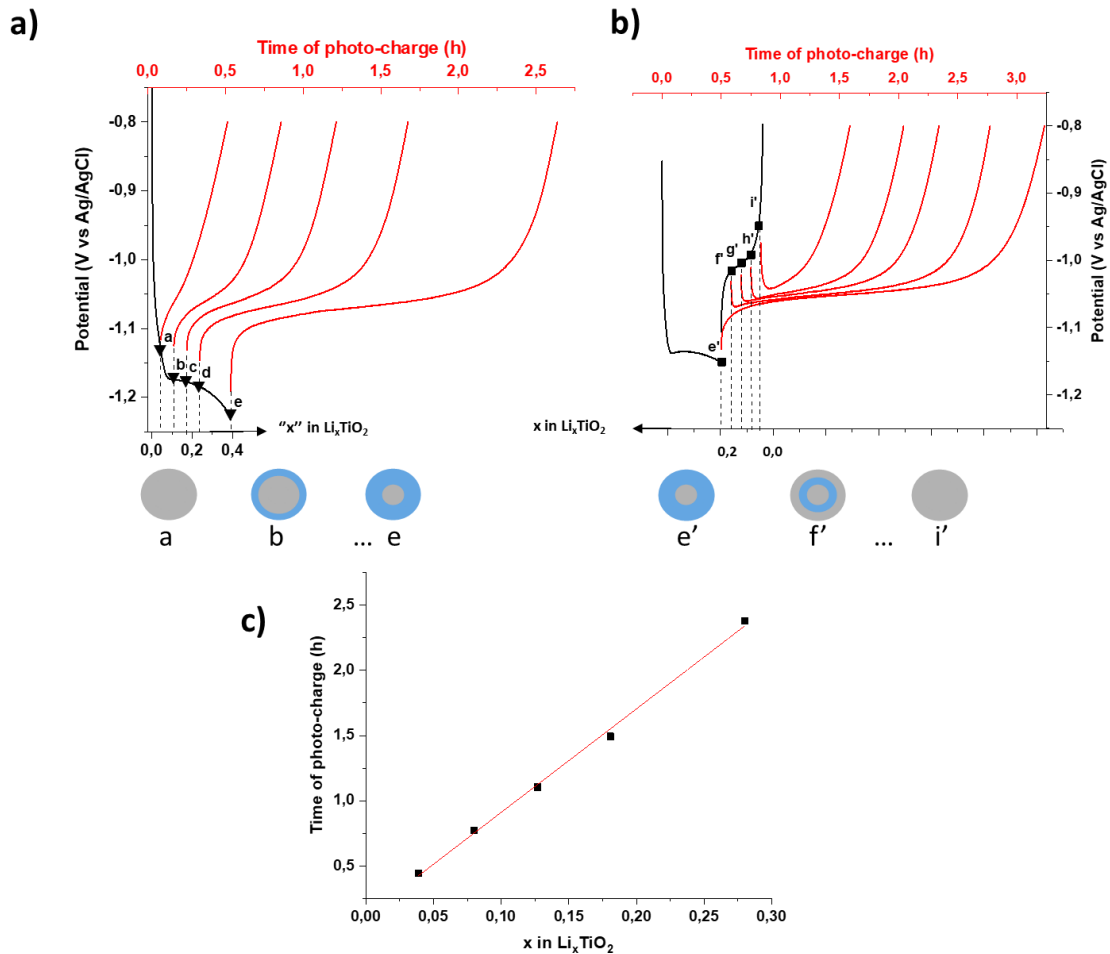 a)
Time of photo-charge (h)
0,0 0,5 1,0 1,5 2,0 2,5
Potential (V vs Ag/AgCl)
-0,8
-0,9
-1,0
-1,1
-1,2
a
b c d
e
"x" in LixTiO2
0,0 0,2 0,4
a b ... e
b)
Time of photo-charge (h)
0,0 0,5 1,0 1,5 2,0 2,5 3,0
-0,8
-0,9
-1,0
-1,1
-1,2
Potential (V vs Ag/AgCl)
i'
h'
g'
f'
e'
x in LixTiO2
0,2 0,0
e' f' ... i'
c)
Time of photo-charge (h)
2,5
2,0
1,5
1,0
0,5
0,00 0,05 0,10 0,15 0,20 0,25 0,30
x in LixTiO2